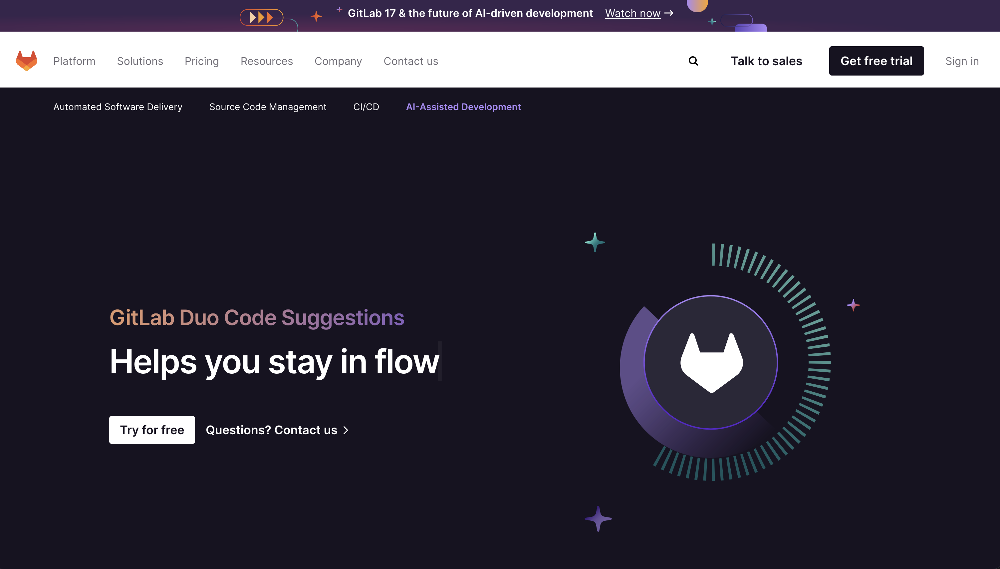 GitLab 17 & the future of AI-driven development Watch now →
Platform Solutions Pricing Resources Company Contact us Talk to sales Get free trial Sign in
Automated Software Delivery Source Code Management CI/CD AI-Assisted Development
GitLab Duo Code Suggestions
Helps you stay in flow
Try for free Questions? Contact us